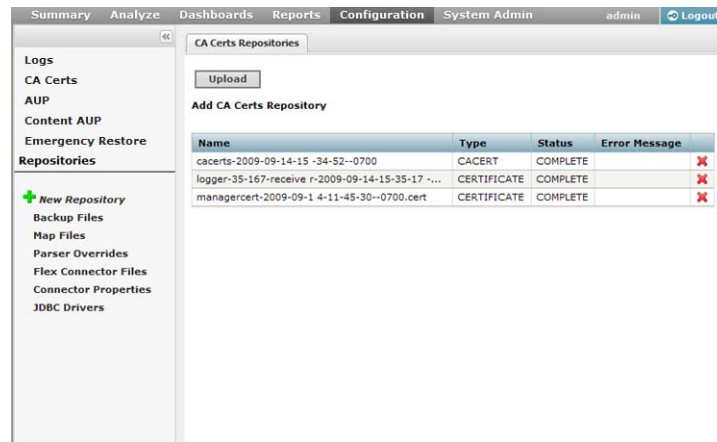 Summary Analyze Dashboards Reports Configuration System Admin admin Logout
CA Certs Repositories
Logs
CA Certs
AUP
Content AUP
Emergency Restore
Repositories
New Repository
Backup Files
Map Files
Parser Overrides
Flex Connector Files
Connector Properties
JDBC Drivers
Upload
Add CA Certs Repository
Name Type Status Error Message
cacerts-2009-09-14-15 -34-52--0700 CACERT COMPLETE
logger-35-167-receive r-2009-09-14-15-35-17 -... CERTIFICATE COMPLETE
managercert-2009-09-1 4-11-45-30--0700.cert CERTIFICATE COMPLETE